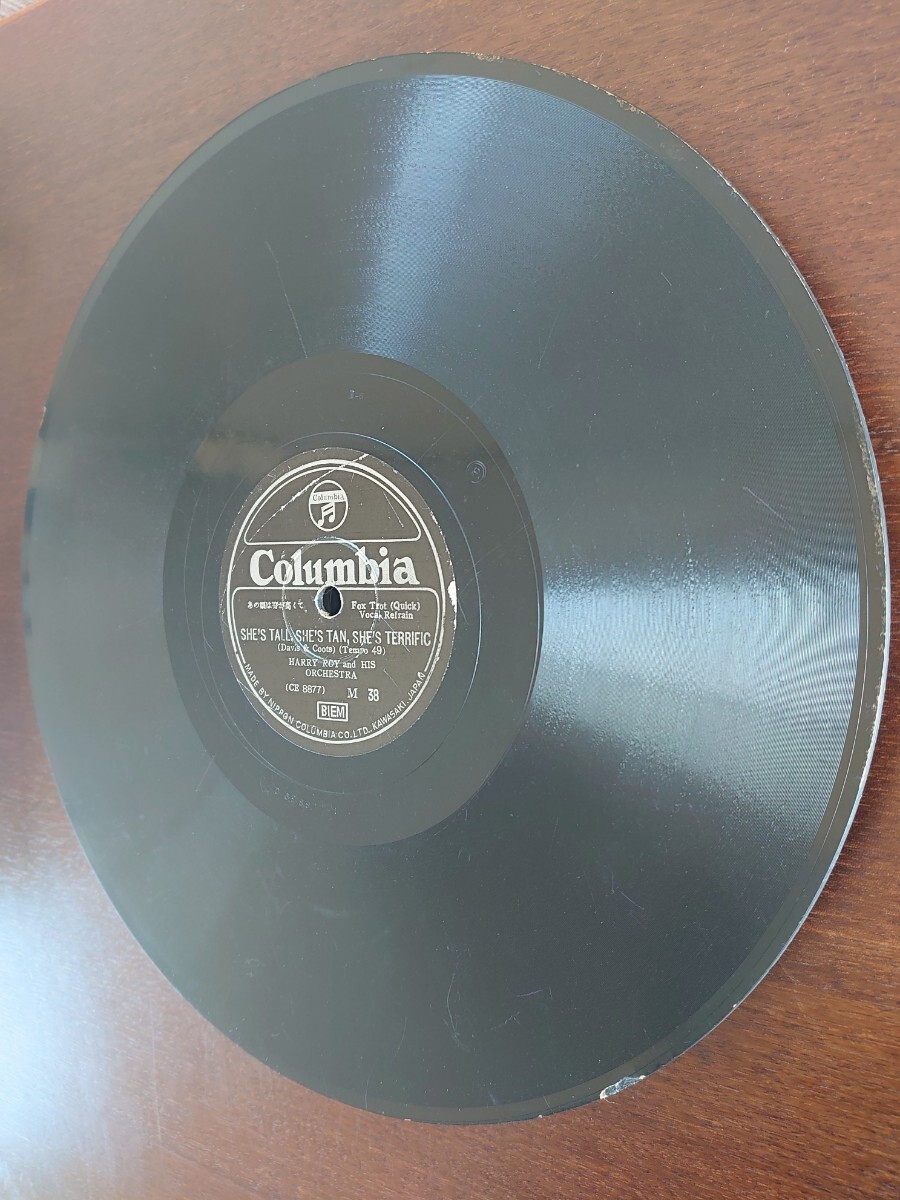 Columbia
Columbia
あの娘は背が高くて
Fox Trot (Quick)
Vocal Refrain
SHE'S TALL, SHE'S TAN, SHE'S TERRIFIC
(Davis & Coots) (Tempo 49)
HARRY ROY and HIS
ORCHESTRA
(CE 8877) M 38
BIEM
MADE BY NIPPON COLUMBIA CO., LTD., KAWASAKI, JAPAN